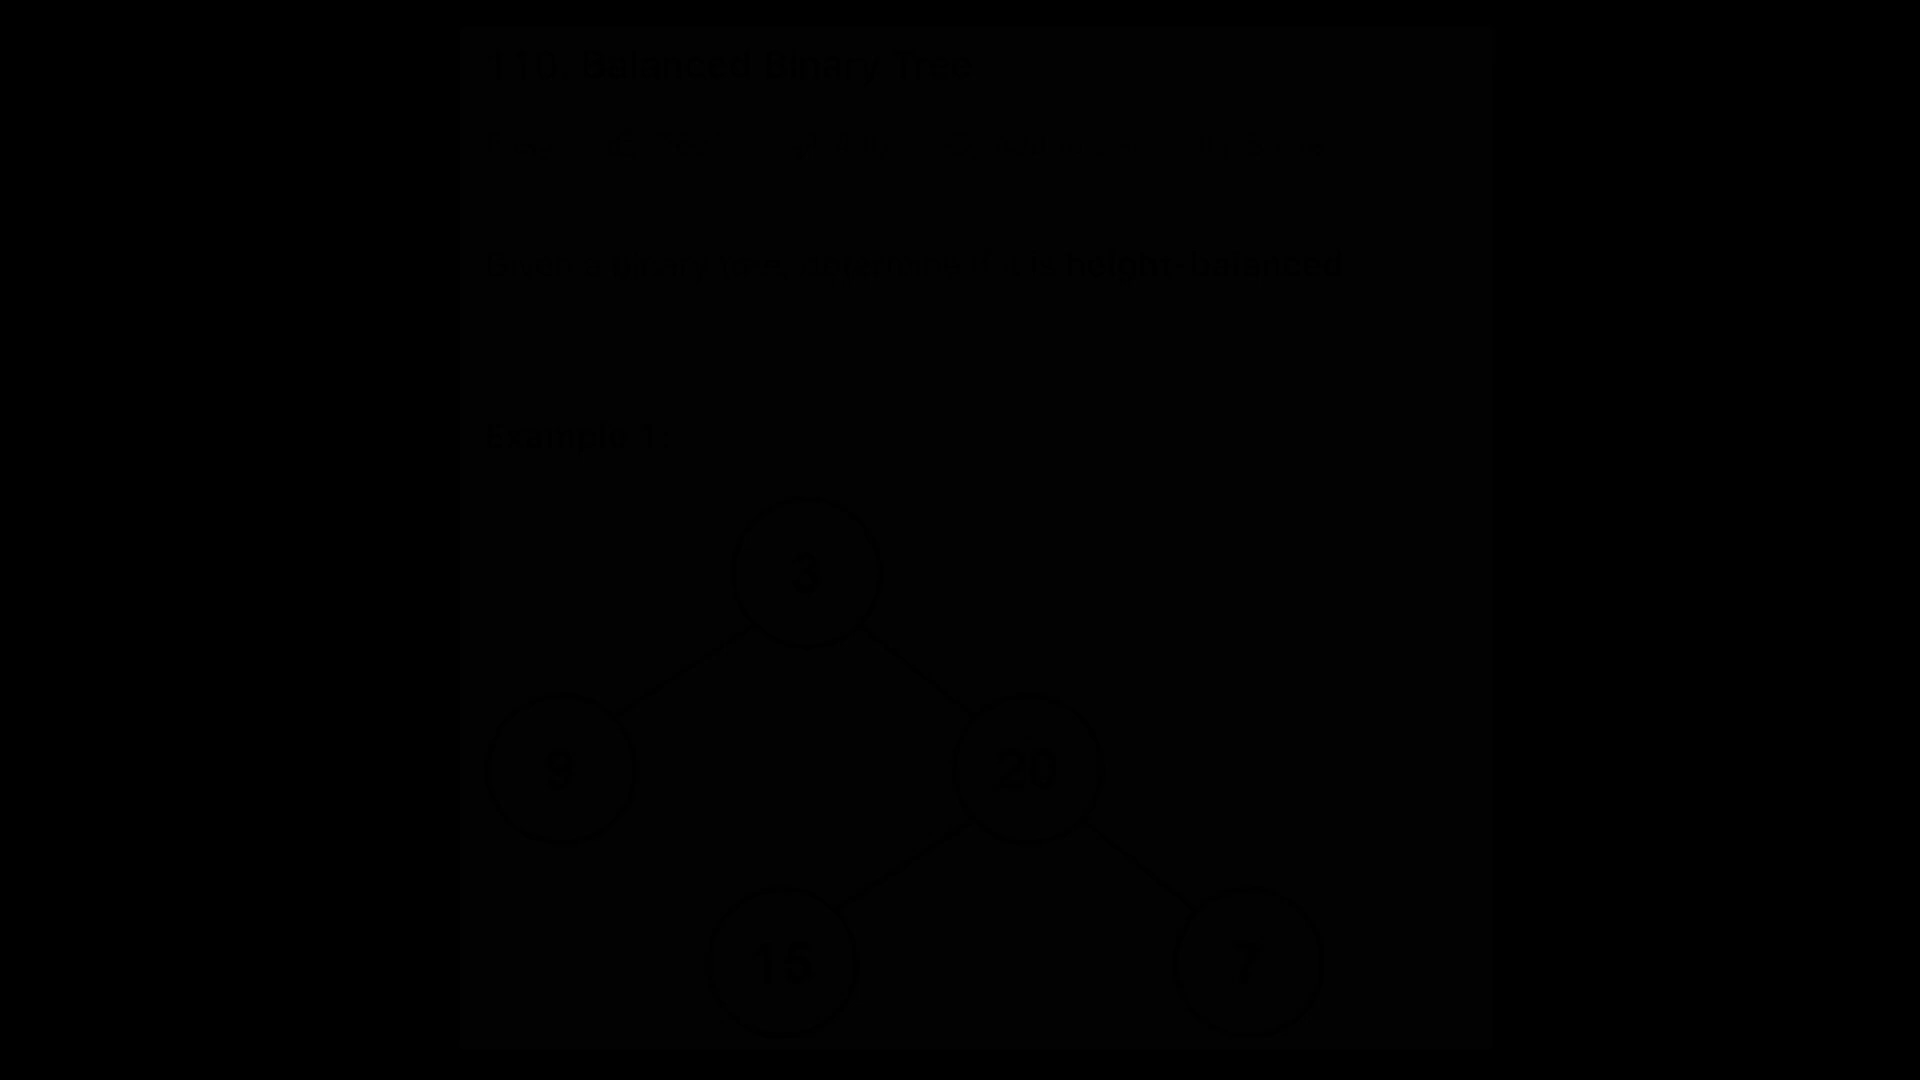 110. Balanced Binary Tree
Given a binary tree, determine if it is height-balanced
Example 1:
3
9
20
15
7